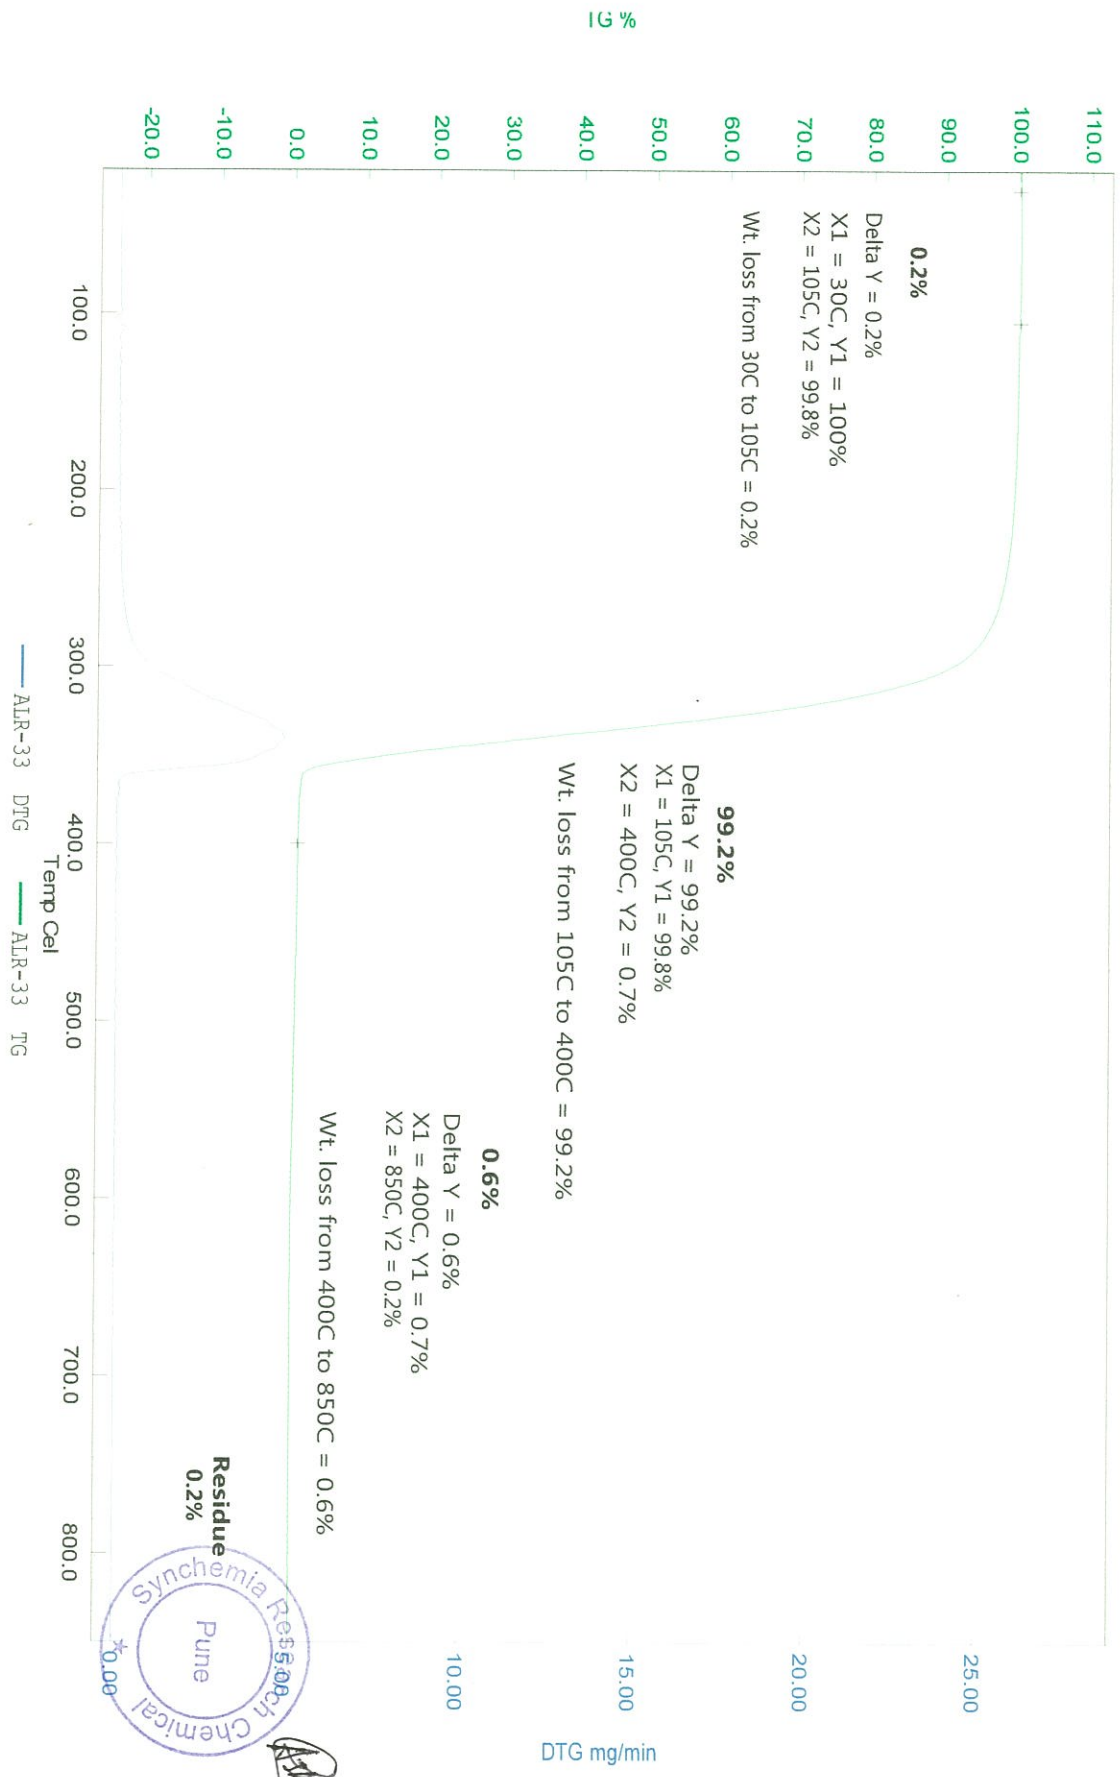 TG %
110.0
100.0
90.0
80.0
70.0
60.0
50.0
40.0
30.0
20.0
10.0
0.0
-10.0
-20.0
0.2%
Delta Y = 0.2%
X1 = 30C, Y1 = 100%
X2 = 105C, Y2 = 99.8%
Wt. loss from 30C to 105C = 0.2%
99.2%
Delta Y = 99.2%
X1 = 105C, Y1 = 99.8%
X2 = 400C, Y2 = 0.7%
Wt. loss from 105C to 400C = 99.2%
0.6%
Delta Y = 0.6%
X1 = 400C, Y1 = 0.7%
X2 = 850C, Y2 = 0.2%
Wt. loss from 400C to 850C = 0.6%
Residue
0.2%
25.00
20.00
15.00
10.00
5.00
0.00
DTG mg/min
Synchemia Research Chemical
Pune
100.0 200.0 300.0 400.0 500.0 600.0 700.0 800.0
Temp Cel
ALR-33 DTG ALR-33 TG